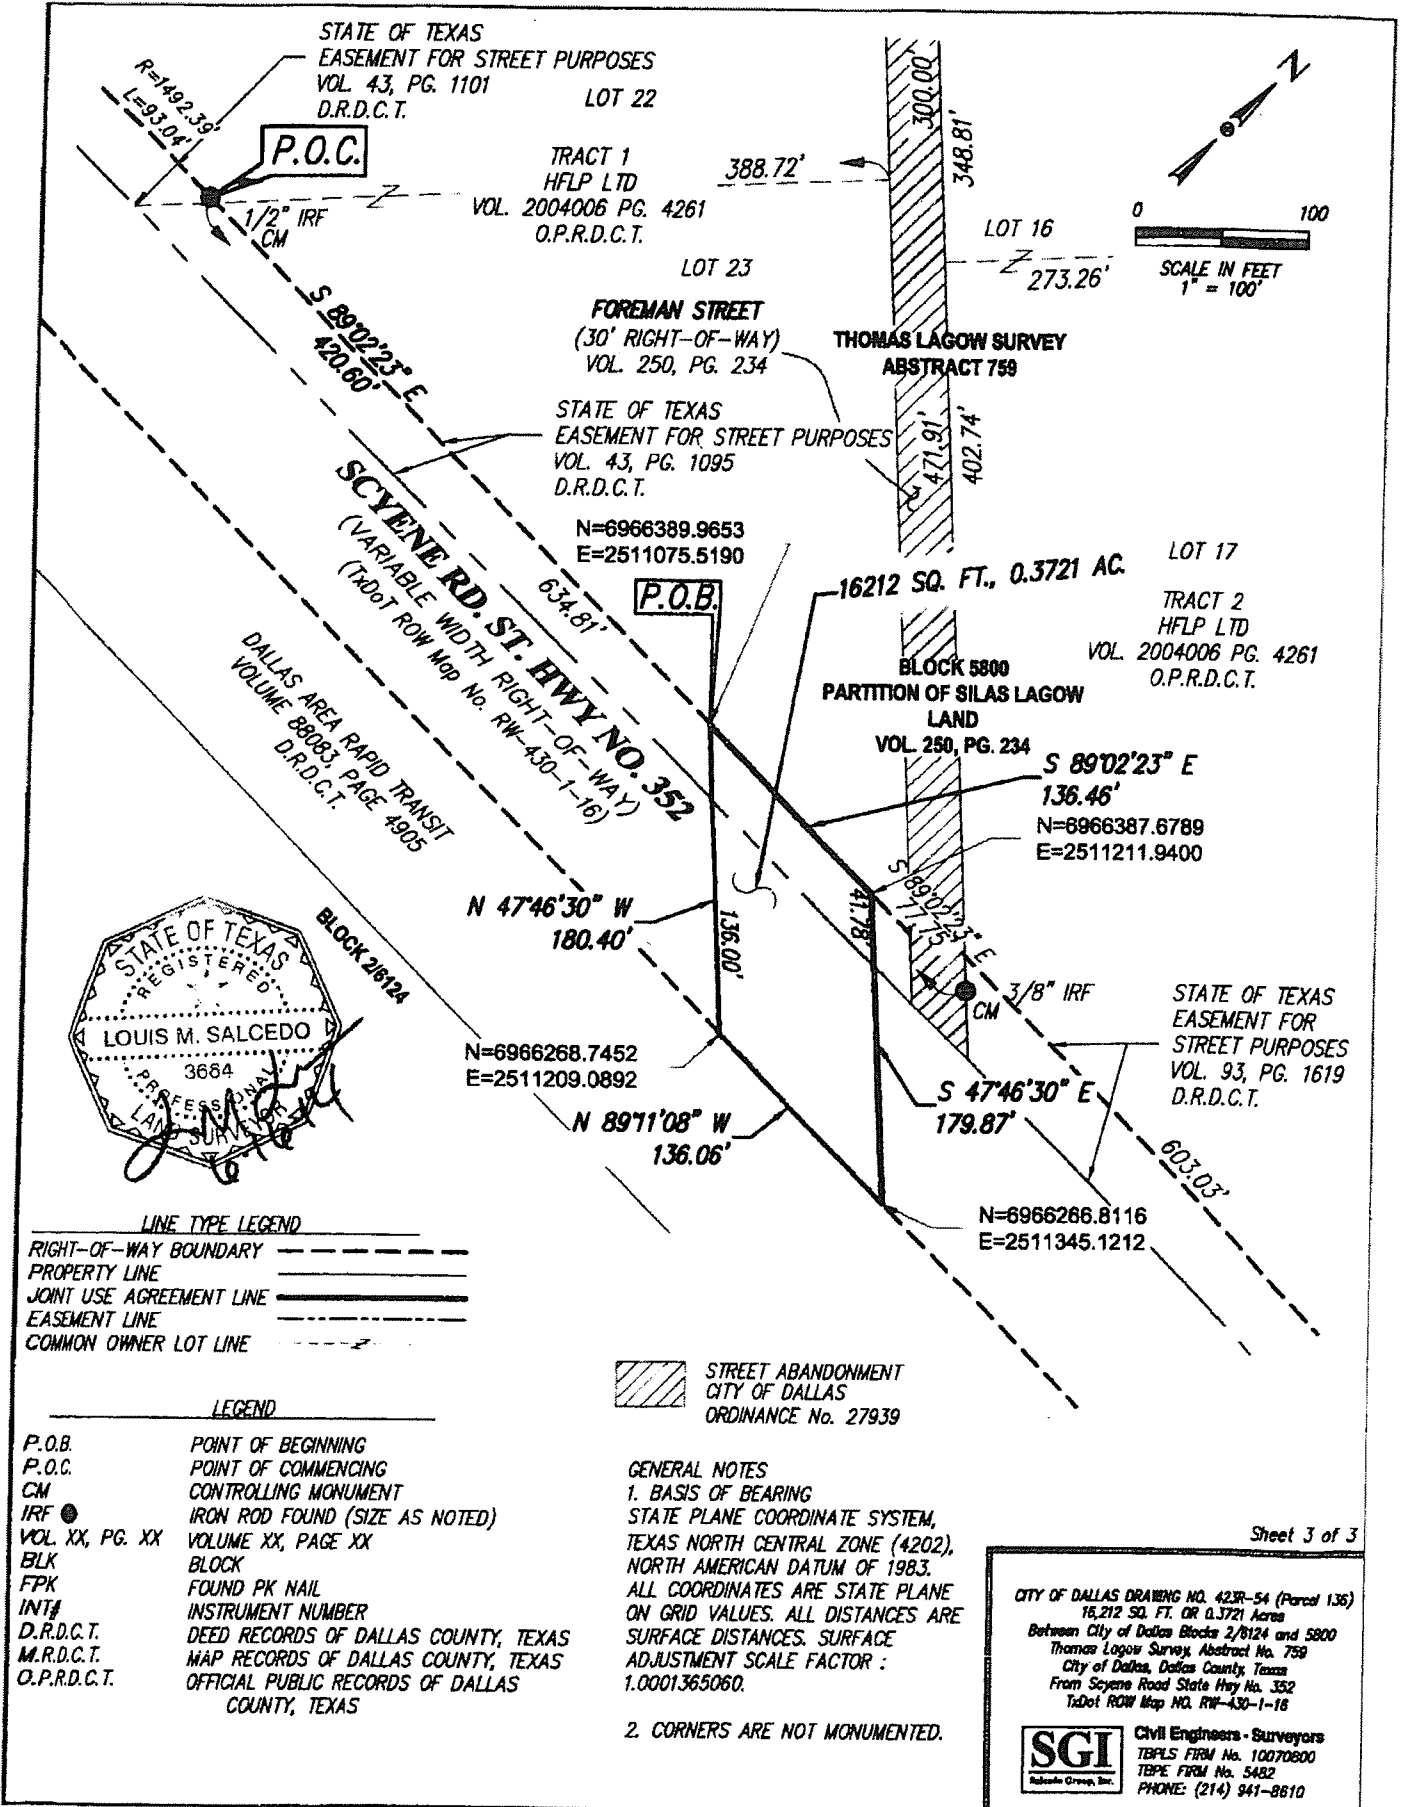 STATE OF TEXAS
EASEMENT FOR STREET PURPOSES
VOL. 43, PG. 1101
D.R.D.C.T.
R=1492.39'
L=93.04'
P.O.C.
1/2" IRF
CM
LOT 22
TRACT 1
HFLP LTD
VOL. 2004006 PG. 4261
O.P.R.D.C.T.
LOT 23
388.72'
300.00'
348.81'
LOT 16
273.26'
N
0 100
SCALE IN FEET
1" = 100'
S 89°02'23" E
420.60'
FOREMAN STREET
(30' RIGHT-OF-WAY)
VOL. 250, PG. 234
THOMAS LAGOW SURVEY
ABSTRACT 759
STATE OF TEXAS
EASEMENT FOR STREET PURPOSES
VOL. 43, PG. 1095
D.R.D.C.T.
471.91'
402.74'
N=6966389.9653
E=2511075.5190
P.O.B.
16212 SQ. FT., 0.3721 AC.
LOT 17
TRACT 2
HFLP LTD
VOL. 2004006 PG. 4261
O.P.R.D.C.T.
SCYENE RD. ST. HWY NO. 352
(VARIABLE WIDTH RIGHT-OF-WAY)
(TxDoT ROW Map No. RW-430-1-16)
634.81'
DALLAS AREA RAPID TRANSIT
VOLUME 88083, PAGE 4905
D.R.D.C.T.
BLOCK 5800
PARTITION OF SILAS LAGOW
LAND
VOL. 250, PG. 234
S 89°02'23" E
136.46'
N=6966387.6789
E=2511211.9400
N 47°46'30" W
180.40'
136.00'
41.78'
S 89°02'23" E
77.75'
3/8" IRF
CM
BLOCK 2/6124
STATE OF TEXAS
REGISTERED
LOUIS M. SALCEDO
3684
PROFESSIONAL
LAND SURVEYOR
N=6966268.7452
E=2511209.0892
N 89°11'08" W
136.06'
S 47°46'30" E
179.87'
STATE OF TEXAS
EASEMENT FOR
STREET PURPOSES
VOL. 93, PG. 1619
D.R.D.C.T.
603.03'
N=6966266.8116
E=2511345.1212
LINE TYPE LEGEND
RIGHT-OF-WAY BOUNDARY
PROPERTY LINE
JOINT USE AGREEMENT LINE
EASEMENT LINE
COMMON OWNER LOT LINE
STREET ABANDONMENT
CITY OF DALLAS
ORDINANCE No. 27939
LEGEND
P.O.B. POINT OF BEGINNING
P.O.C. POINT OF COMMENCING
CM CONTROLLING MONUMENT
IRF IRON ROD FOUND (SIZE AS NOTED)
VOL. XX, PG. XX VOLUME XX, PAGE XX
BLK BLOCK
FPK FOUND PK NAIL
INT# INSTRUMENT NUMBER
D.R.D.C.T. DEED RECORDS OF DALLAS COUNTY, TEXAS
M.R.D.C.T. MAP RECORDS OF DALLAS COUNTY, TEXAS
O.P.R.D.C.T. OFFICIAL PUBLIC RECORDS OF DALLAS
COUNTY, TEXAS
GENERAL NOTES
1. BASIS OF BEARING
STATE PLANE COORDINATE SYSTEM,
TEXAS NORTH CENTRAL ZONE (4202),
NORTH AMERICAN DATUM OF 1983.
ALL COORDINATES ARE STATE PLANE
ON GRID VALUES. ALL DISTANCES ARE
SURFACE DISTANCES. SURFACE
ADJUSTMENT SCALE FACTOR :
1.0001365060.
2. CORNERS ARE NOT MONUMENTED.
Sheet 3 of 3
CITY OF DALLAS DRAWING NO. 423R-54 (Parcel 136)
16,212 SQ. FT. OR 0.3721 Acres
Between City of Dallas Blocks 2/6124 and 5800
Thomas Lagow Survey, Abstract No. 759
City of Dallas, Dallas County, Texas
From Scyene Road State Hwy No. 352
TxDot ROW Map NO. RW-430-1-16
SGI
Salcedo Group, Inc.
Civil Engineers - Surveyors
TBPLS FIRM No. 10070800
TBPE FIRM No. 5482
PHONE: (214) 941-8610